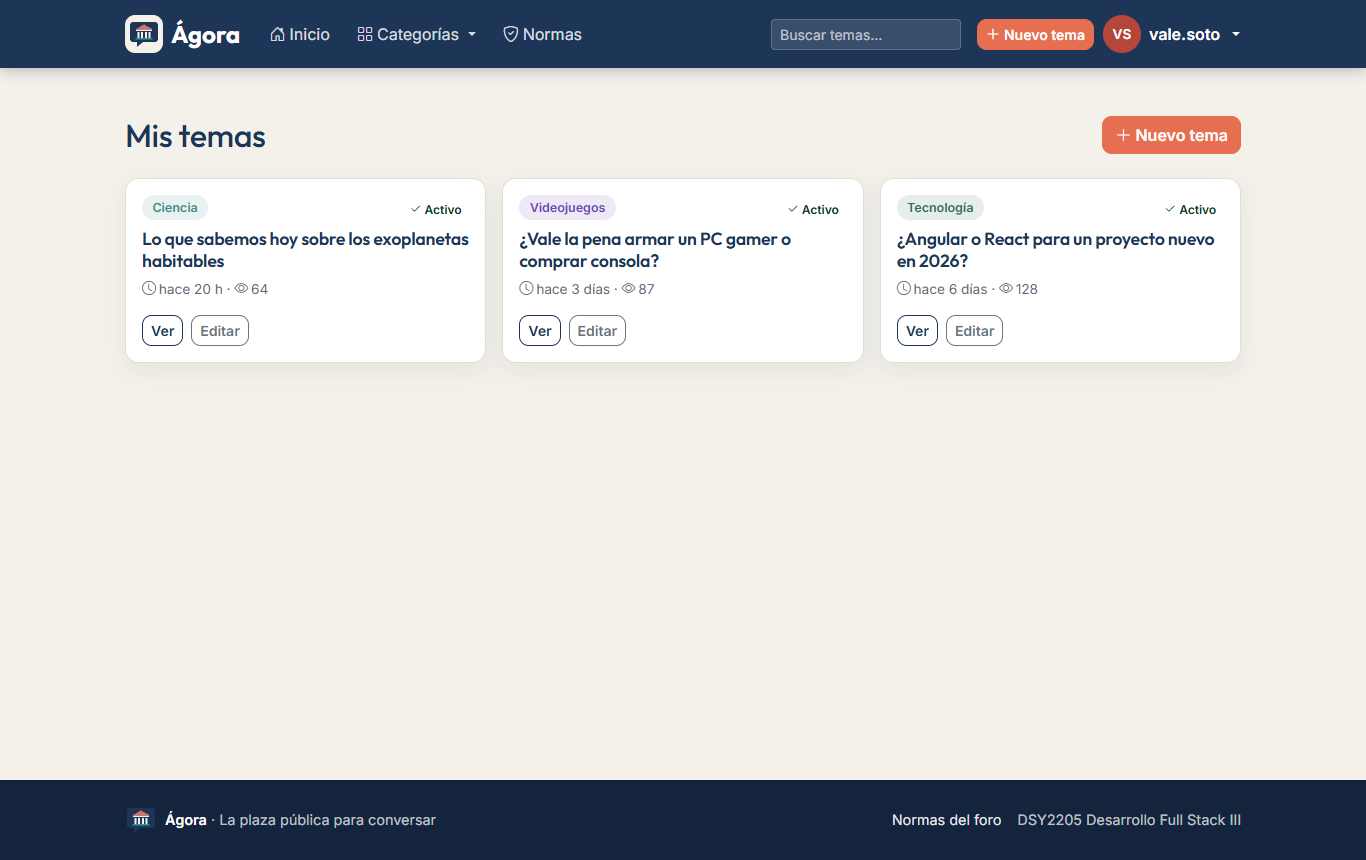 Ágora
Inicio
Categorías
Normas
Buscar temas...
+ Nuevo tema
VS
vale.soto
Mis temas
+ Nuevo tema
Ciencia
Activo
Lo que sabemos hoy sobre los exoplanetas
habitables
hace 20 h · 64
Ver
Editar
Videojuegos
Activo
¿Vale la pena armar un PC gamer o
comprar consola?
hace 3 días · 87
Ver
Editar
Tecnología
Activo
¿Angular o React para un proyecto nuevo
en 2026?
hace 6 días · 128
Ver
Editar
Ágora · La plaza pública para conversar
Normas del foro
DSY2205 Desarrollo Full Stack III